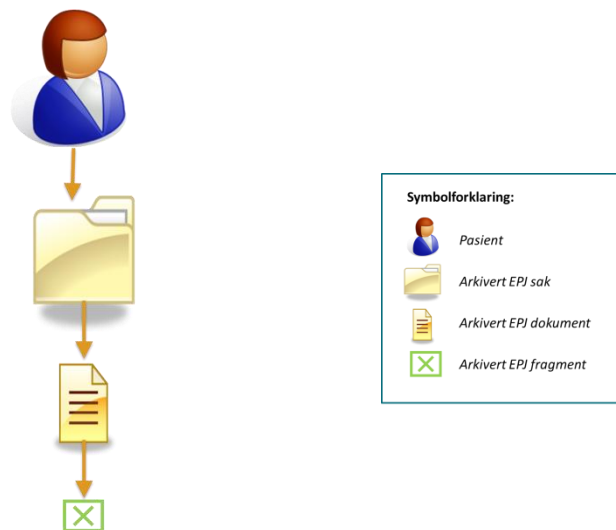 Symbolforklaring:
Pasient
Arkivert EPJ sak
Arkivert EPJ dokument
Arkivert EPJ fragment